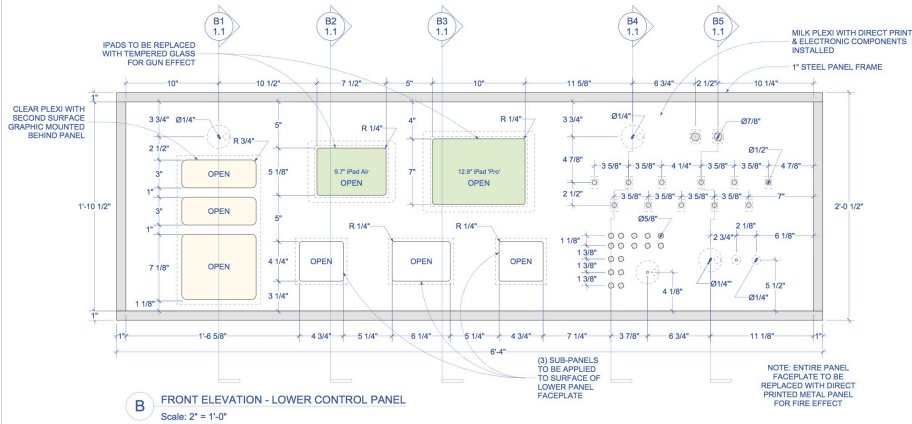 B1
1.1
B2
1.1
B3
1.1
B4
1.1
B5
1.1
IPADS TO BE REPLACED
WITH TEMPERED GLASS
FOR GUN EFFECT
MILK PLEXI WITH DIRECT PRINT
& ELECTRONIC COMPONENTS
INSTALLED
1" STEEL PANEL FRAME
10" 10 1/2" 7 1/2" 5" 10" 11 5/8" 6 3/4" 2 1/2" 10 1/4"
CLEAR PLEXI WITH
SECOND SURFACE
GRAPHIC MOUNTED
BEHIND PANEL
1"
3 3/4" Ø1/4" 5" 4" 3 3/4" Ø1/4" Ø7/8"
R 3/4" R 1/4" R 1/4"
2 1/2" Ø1/2"
3" OPEN 5 1/8" 9.7" iPad Air 7" 12.9" iPad 'Pro' 4 7/8" 3 5/8" 3 5/8" 4 1/4" 3 5/8" 3 5/8" 4 7/8"
OPEN OPEN
1" 2 1/2" 3 5/8" 3 5/8" 3 5/8" 3 5/8" 7"
1'-10 1/2" 3" OPEN 5" 2'-0 1/2"
1" R 1/4" R 1/4" R 1/4" Ø5/8" 2 1/8"
1 1/8" 2 3/4" 6 1/8"
7 1/8" OPEN 4 1/4" OPEN OPEN OPEN 1 3/8"
1 3/8"
1 3/8" 4 1/8" Ø1/4"" Ø1/4" 5 1/2"
1 1/8" 3 1/4"
1"
1" 1'-6 5/8" 4 3/4" 5 1/4" 6 1/4" 5 1/4" 4 3/4" 7 1/4" 3 7/8" 6 3/4" 11 1/8" 1"
6'-4"
(3) SUB-PANELS
TO BE APPLIED
TO SURFACE OF
LOWER PANEL
FACEPLATE
NOTE: ENTIRE PANEL
FACEPLATE TO BE
REPLACED WITH DIRECT
PRINTED METAL PANEL
FOR FIRE EFFECT
B FRONT ELEVATION - LOWER CONTROL PANEL
Scale: 2" = 1'-0"